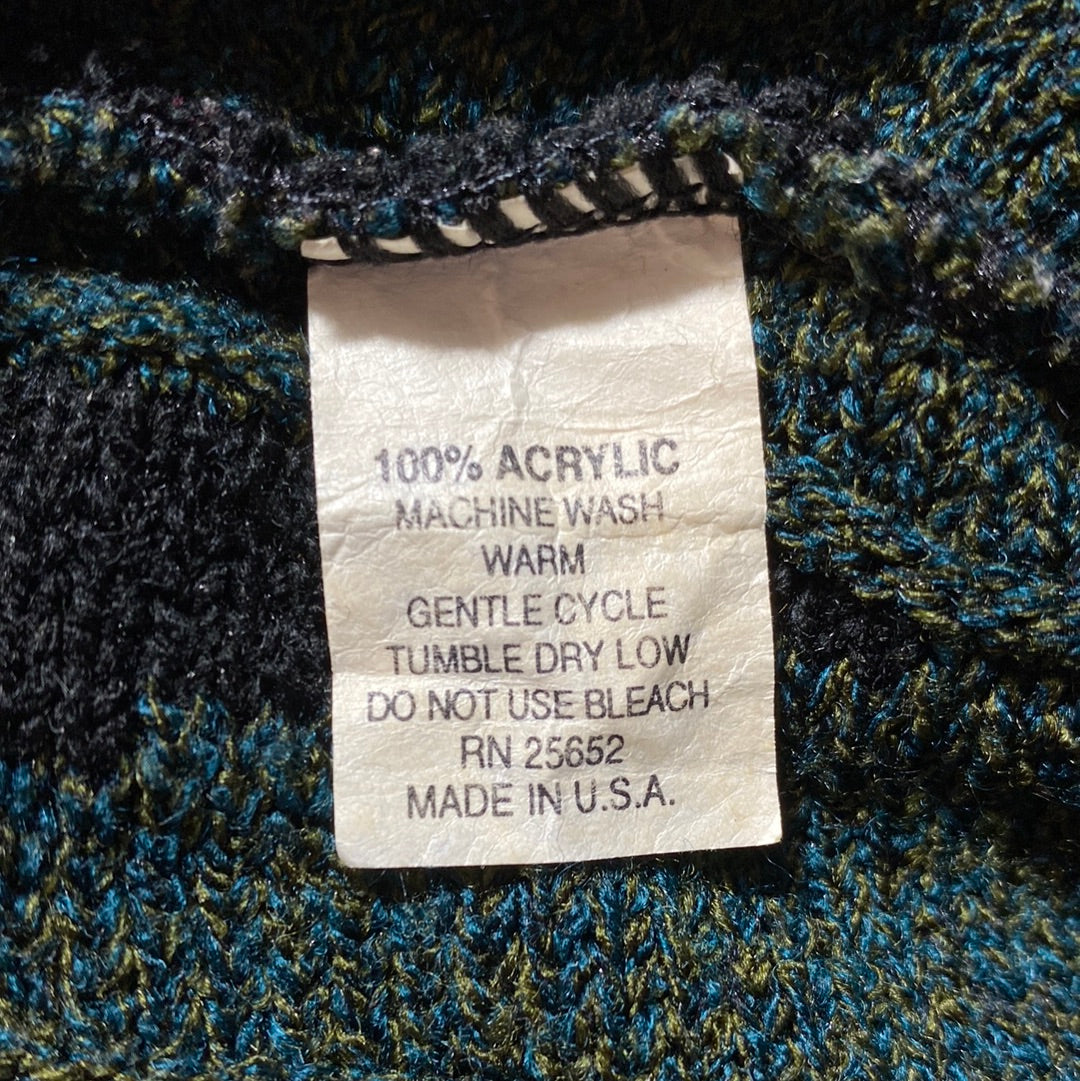 100% ACRYLIC
MACHINE WASH
WARM
GENTLE CYCLE
TUMBLE DRY LOW
DO NOT USE BLEACH
RN 25652
MADE IN U.S.A.